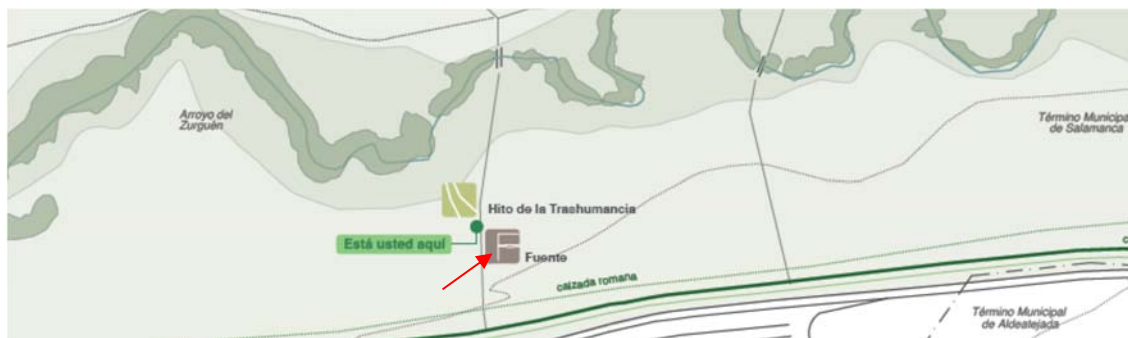 Arroyo del
Zurguén
Término Municipal
de Salamanca
Hito de la Trashumancia
Está usted aquí
Fuente
calzada romana
Término Municipal
de Aldeatejada